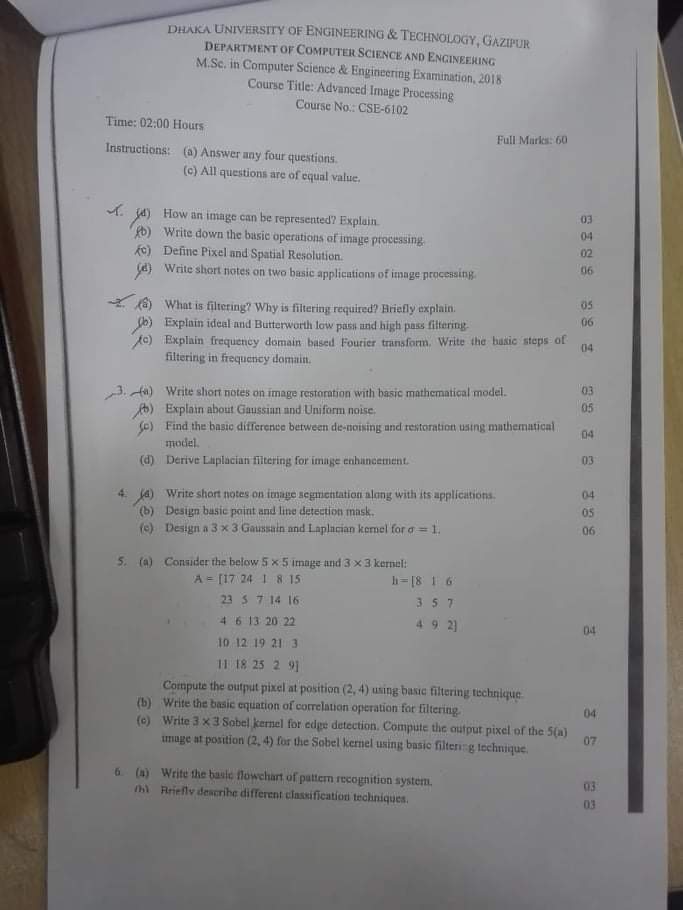 DHAKA UNIVERSITY OF ENGINEERING & TECHNOLOGY, GAZIPUR
DEPARTMENT OF COMPUTER SCIENCE AND ENGINEERING
M.Sc. in Computer Science & Engineering Examination, 2018
Course Title: Advanced Image Processing
Course No.: CSE-6102
Time: 02:00 Hours
Full Marks: 60
Instructions: (a) Answer any four questions.
(c) All questions are of equal value.
1. (a) How an image can be represented? Explain. 03
(b) Write down the basic operations of image processing. 04
(c) Define Pixel and Spatial Resolution. 02
(d) Write short notes on two basic applications of image processing. 06
2. (a) What is filtering? Why is filtering required? Briefly explain. 05
(b) Explain ideal and Butterworth low pass and high pass filtering. 06
(c) Explain frequency domain based Fourier transform. Write the basic steps of
filtering in frequency domain. 04
3. (a) Write short notes on image restoration with basic mathematical model. 03
(b) Explain about Gaussian and Uniform noise. 05
(c) Find the basic difference between de-noising and restoration using mathematical
model. 04
(d) Derive Laplacian filtering for image enhancement. 03
4. (a) Write short notes on image segmentation along with its applications. 04
(b) Design basic point and line detection mask. 05
(c) Design a 3 × 3 Gaussain and Laplacian kernel for σ = 1. 06
5. (a) Consider the below 5 × 5 image and 3 × 3 kernel:
A = [17 24 1 8 15 h = [8 1 6
23 5 7 14 16 3 5 7
4 6 13 20 22 4 9 2] 04
10 12 19 21 3
11 18 25 2 9]
Compute the output pixel at position (2, 4) using basic filtering technique.
(b) Write the basic equation of correlation operation for filtering. 04
(c) Write 3 × 3 Sobel kernel for edge detection. Compute the output pixel of the 5(a)
image at position (2, 4) for the Sobel kernel using basic filtering technique. 07
6. (a) Write the basic flowchart of pattern recognition system. 03
(b) Briefly describe different classification techniques. 03